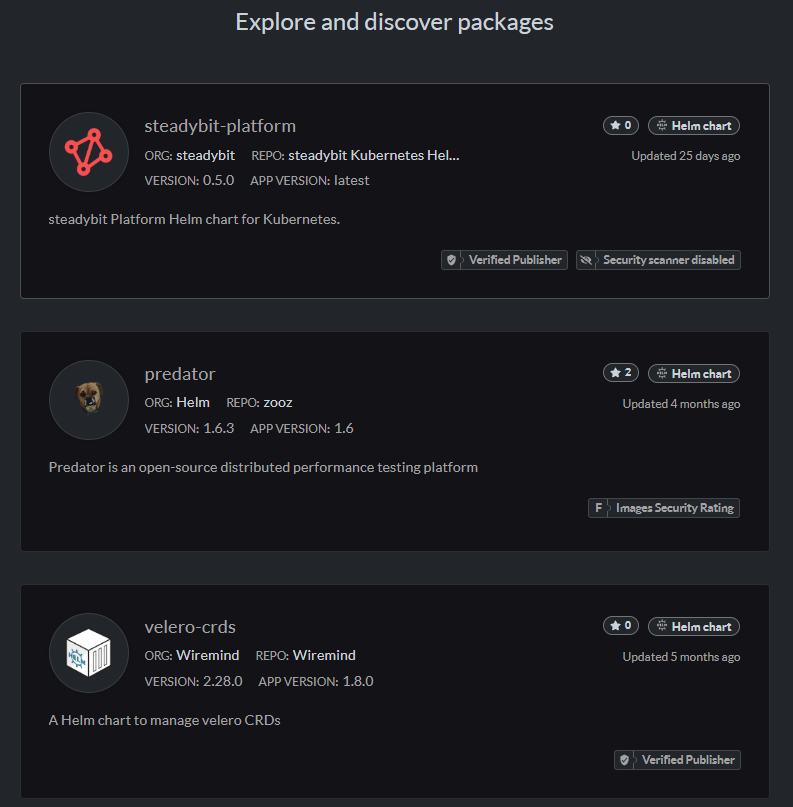 Explore and discover packages
steadybit-platform
★ 0 Helm chart
ORG: steadybit REPO: steadybit Kubernetes Hel...
Updated 25 days ago
VERSION: 0.5.0 APP VERSION: latest
steadybit Platform Helm chart for Kubernetes.
Verified Publisher Security scanner disabled
predator
★ 2 Helm chart
ORG: Helm REPO: zooz
Updated 4 months ago
VERSION: 1.6.3 APP VERSION: 1.6
Predator is an open-source distributed performance testing platform
F Images Security Rating
velero-crds
★ 0 Helm chart
HELM
ORG: Wiremind REPO: Wiremind
Updated 5 months ago
VERSION: 2.28.0 APP VERSION: 1.8.0
A Helm chart to manage velero CRDs
Verified Publisher